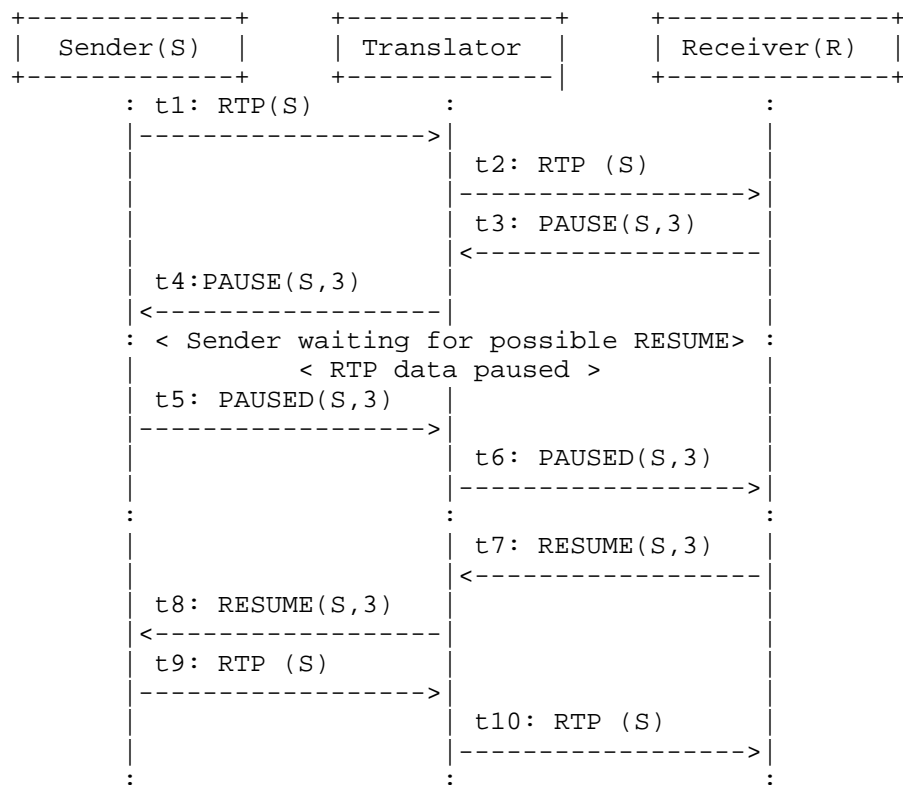 Sender(S) Translator Receiver(R)
t1: RTP(S)
t2: RTP (S)
t3: PAUSE(S,3)
t4:PAUSE(S,3)
< Sender waiting for possible RESUME>
< RTP data paused >
t5: PAUSED(S,3)
t6: PAUSED(S,3)
t7: RESUME(S,3)
t8: RESUME(S,3)
t9: RTP (S)
t10: RTP (S)